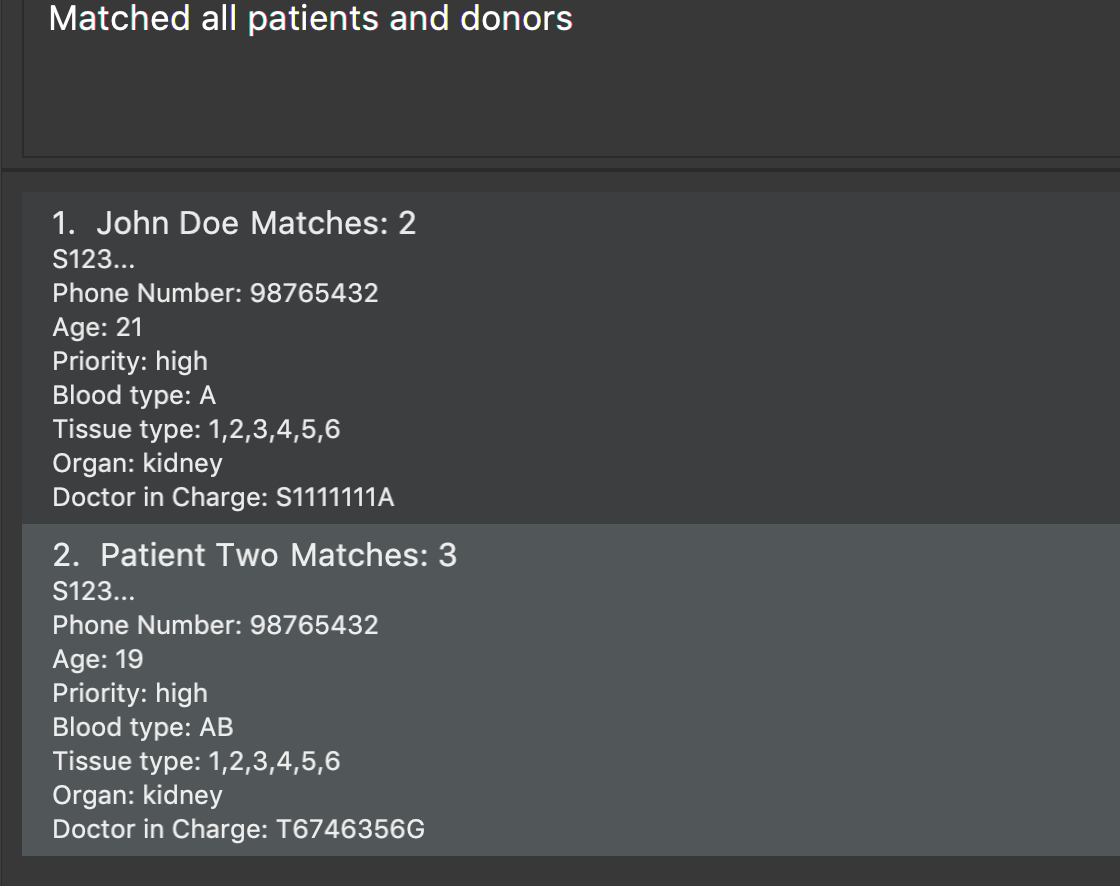 Matched all patients and donors
1. John Doe Matches: 2
S123...
Phone Number: 98765432
Age: 21
Priority: high
Blood type: A
Tissue type: 1,2,3,4,5,6
Organ: kidney
Doctor in Charge: S1111111A
2. Patient Two Matches: 3
S123...
Phone Number: 98765432
Age: 19
Priority: high
Blood type: AB
Tissue type: 1,2,3,4,5,6
Organ: kidney
Doctor in Charge: T6746356G